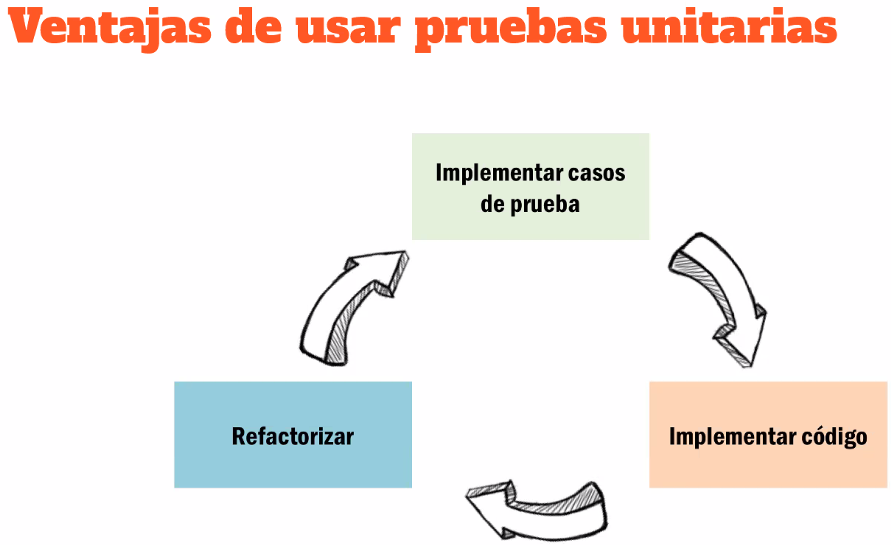 Ventajas de usar pruebas unitarias
Implementar casos
de prueba
Refactorizar
Implementar código